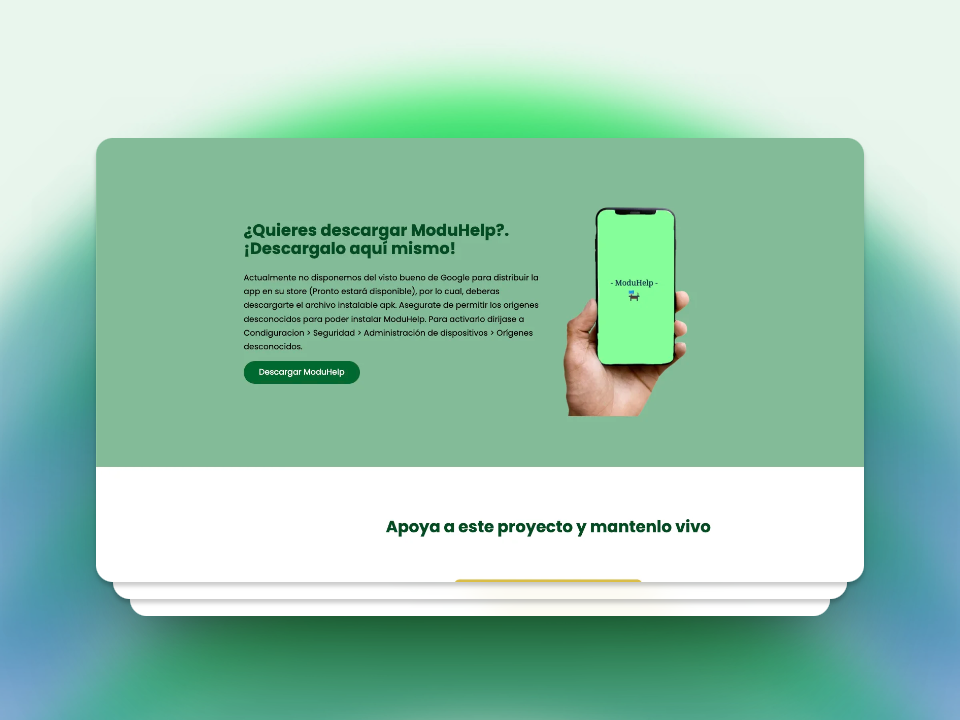 ¿Quieres descargar ModuHelp?.
¡Descargalo aquí mismo!
Actualmente no disponemos del visto bueno de Google para distribuir la
app en su store (Pronto estará disponible), por lo cual, deberas
descargarte el archivo instalable apk. Asegurate de permitir los origenes
desconocidos para poder instalar ModuHelp. Para activarlo dirijase a
Condiguracion > Seguridad > Administración de dispositivos > Orígenes
desconocidos.
Descargar ModuHelp
- ModuHelp -
Apoya a este proyecto y mantenlo vivo